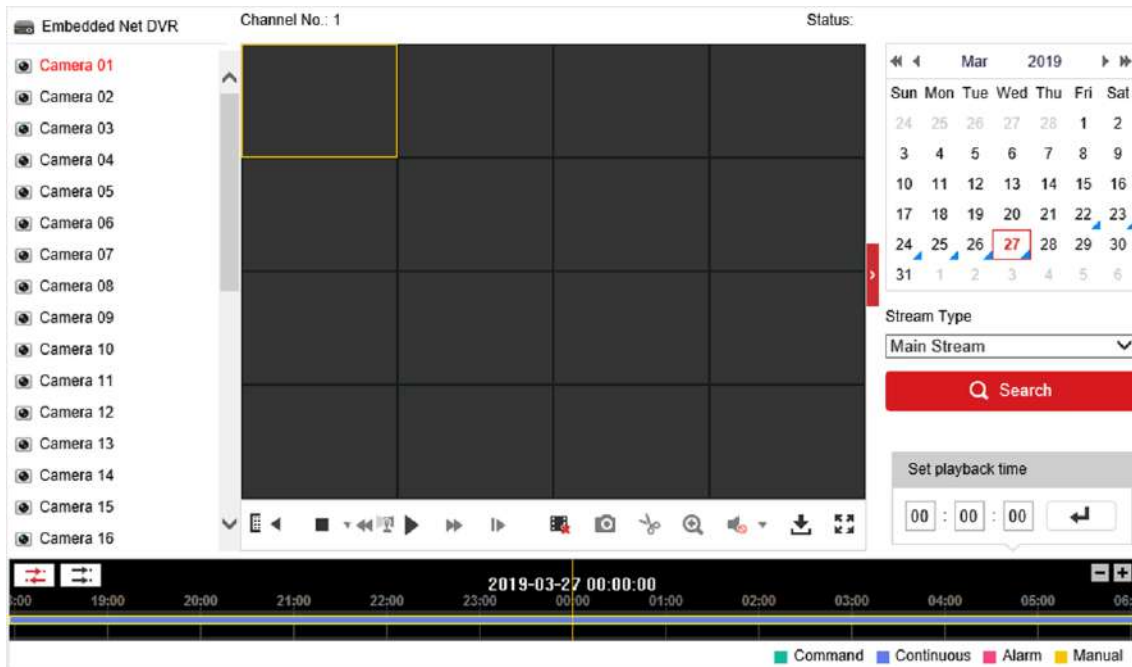 Embedded Net DVR
Camera 01
Camera 02
Camera 03
Camera 04
Camera 05
Camera 06
Camera 07
Camera 08
Camera 09
Camera 10
Camera 11
Camera 12
Camera 13
Camera 14
Camera 15
Camera 16
Channel No.: 1
Status:
Mar 2019
Sun Mon Tue Wed Thu Fri Sat
24 25 26 27 28 1 2
3 4 5 6 7 8 9
10 11 12 13 14 15 16
17 18 19 20 21 22 23
24 25 26 27 28 29 30
31 1 2 3 4 5 6
Stream Type
Main Stream
Search
Set playback time
00 : 00 : 00
2019-03-27 00:00:00
:00 19:00 20:00 21:00 22:00 23:00 00:00 01:00 02:00 03:00 04:00 05:00 06:
Command Continuous Alarm Manual